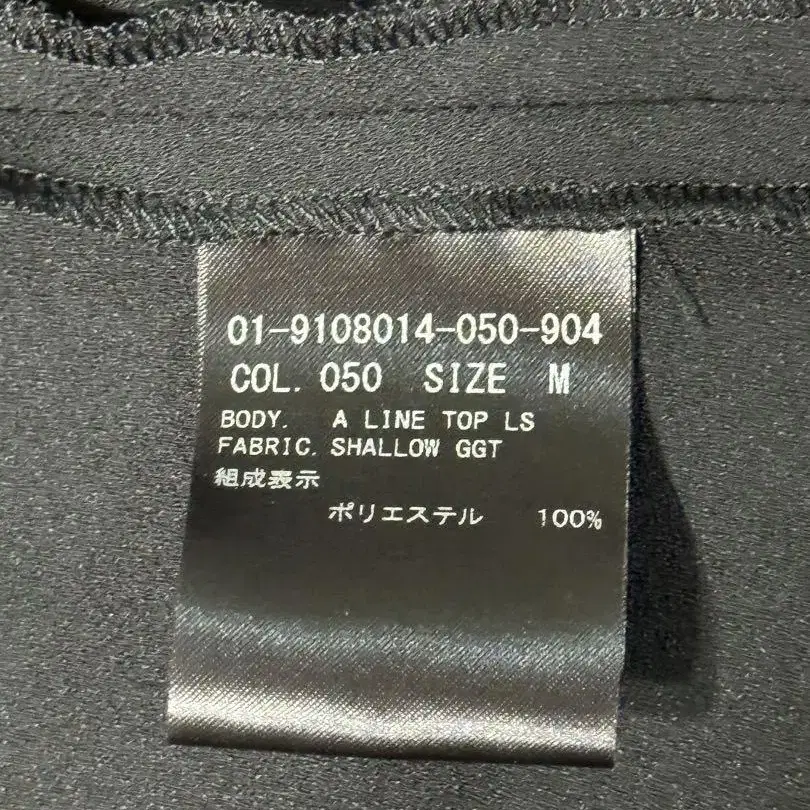 01-9108014-050-904
COL. 050 SIZE M
BODY. A LINE TOP LS
FABRIC. SHALLOW GGT
組成表示
ポリエステル 100%